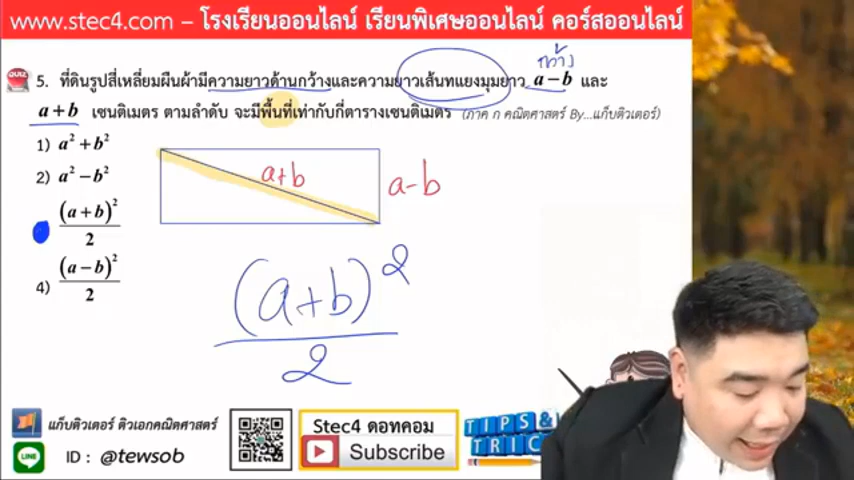 www.stec4.com – โรงเรียนออนไลน์ เรียนพิเศษออนไลน์ คอร์สออนไลน์
QUIZ
กว้าง
5. ที่ดินรูปสี่เหลี่ยมผืนผ้ามีความยาวด้านกว้างและความยาวเส้นทแยงมุมยาว a − b และ
a + b เซนติเมตร ตามลำดับ จะมีพื้นที่เท่ากับกี่ตารางเซนติเมตร (ภาค ก คณิตศาสตร์ By...แก็บติวเตอร์)
1) a² + b²
2) a² − b²
(a + b)²
2
4) (a − b)²
2
a+b
a-b
(a+b)²
2
แก็บติวเตอร์ ติวเอกคณิตศาสตร์
LINE
ID : @tewsob
Stec4 ดอทคอม
Subscribe
TIPS &
TRIC